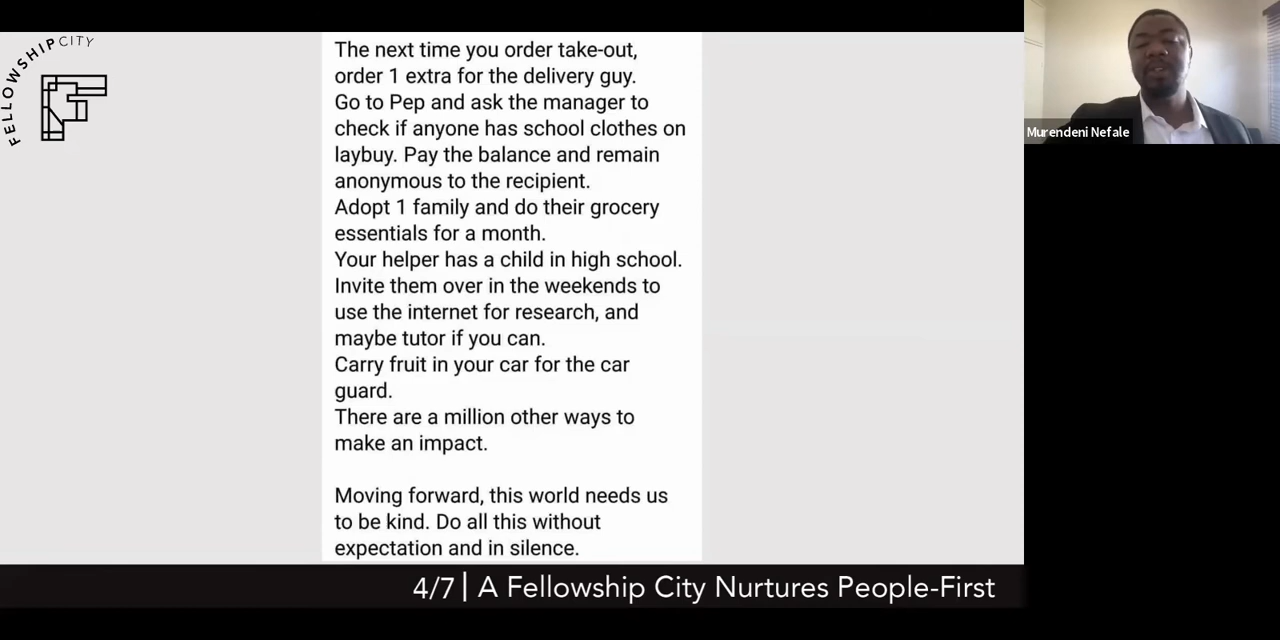 FELLOWSHIPCITY
The next time you order take-out,
order 1 extra for the delivery guy.
Go to Pep and ask the manager to
check if anyone has school clothes on
laybuy. Pay the balance and remain
anonymous to the recipient.
Adopt 1 family and do their grocery
essentials for a month.
Your helper has a child in high school.
Invite them over in the weekends to
use the internet for research, and
maybe tutor if you can.
Carry fruit in your car for the car
guard.
There are a million other ways to
make an impact.
Moving forward, this world needs us
to be kind. Do all this without
expectation and in silence.
Murendeni Nefale
4/7| A Fellowship City Nurtures People-First